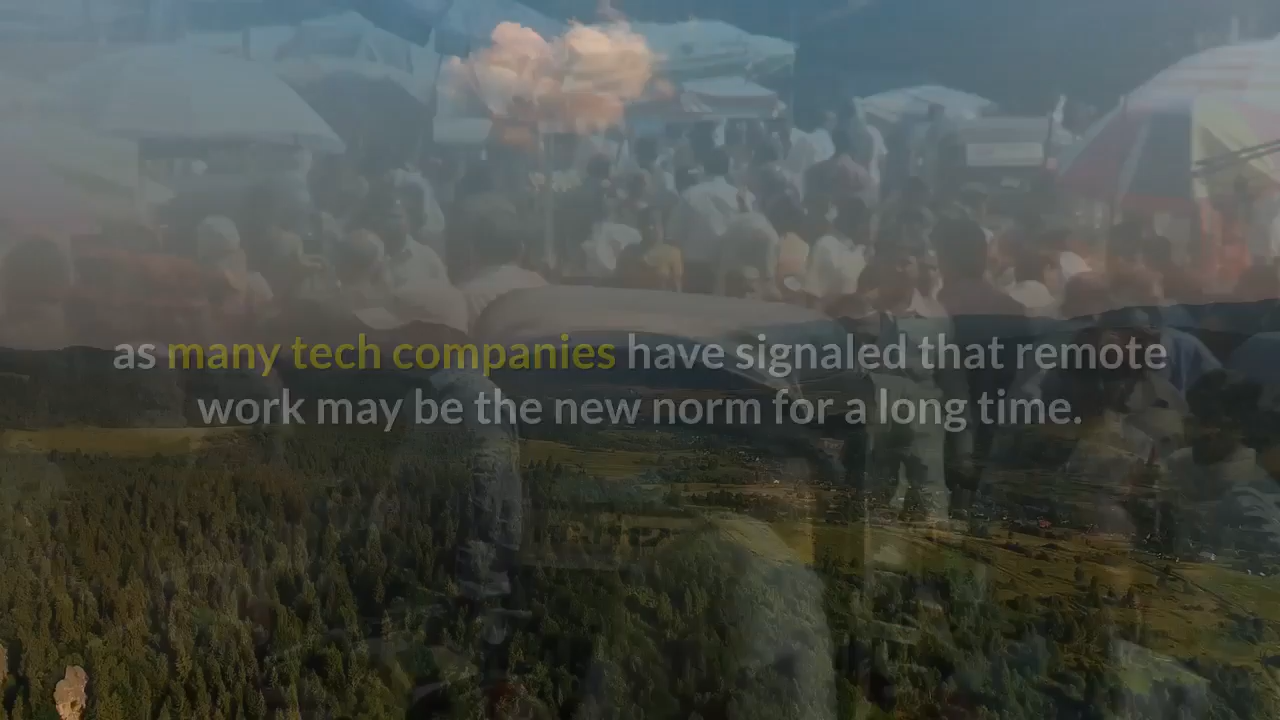 as many tech companies have signaled that remote
work may be the new norm for a long time.